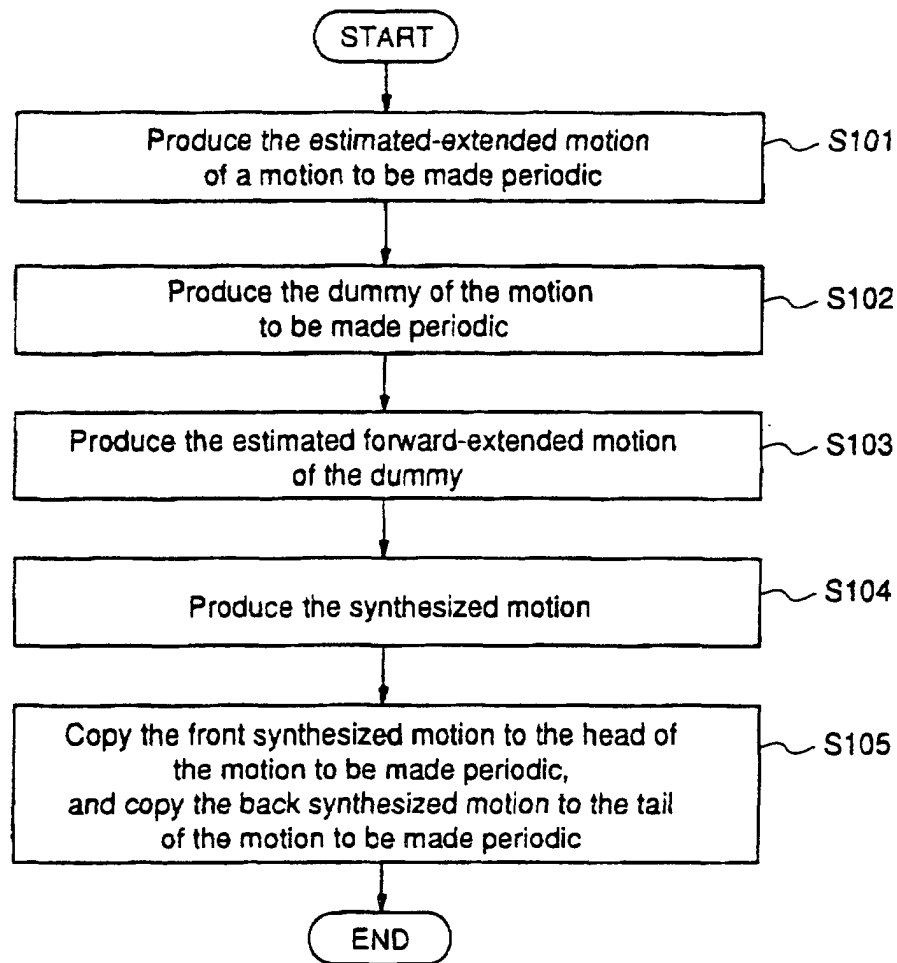 START
Produce the estimated-extended motion
of a motion to be made periodic
S101
Produce the dummy of the motion
to be made periodic
S102
Produce the estimated forward-extended motion
of the dummy
S103
Produce the synthesized motion
S104
Copy the front synthesized motion to the head of
the motion to be made periodic,
and copy the back synthesized motion to the tail
of the motion to be made periodic
S105
END